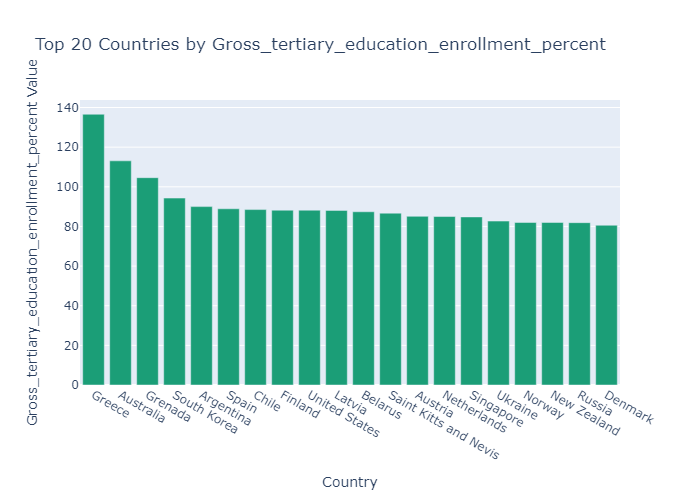 Top 20 Countries by Gross_tertiary_education_enrollment_percent
Gross_tertiary_education_enrollment_percent Value
140
120
100
80
60
40
20
0
Greece
Australia
Grenada
South Korea
Argentina
Spain
Chile
Finland
United States
Latvia
Belarus
Saint Kitts and Nevis
Austria
Netherlands
Singapore
Ukraine
Norway
New Zealand
Russia
Denmark
Country